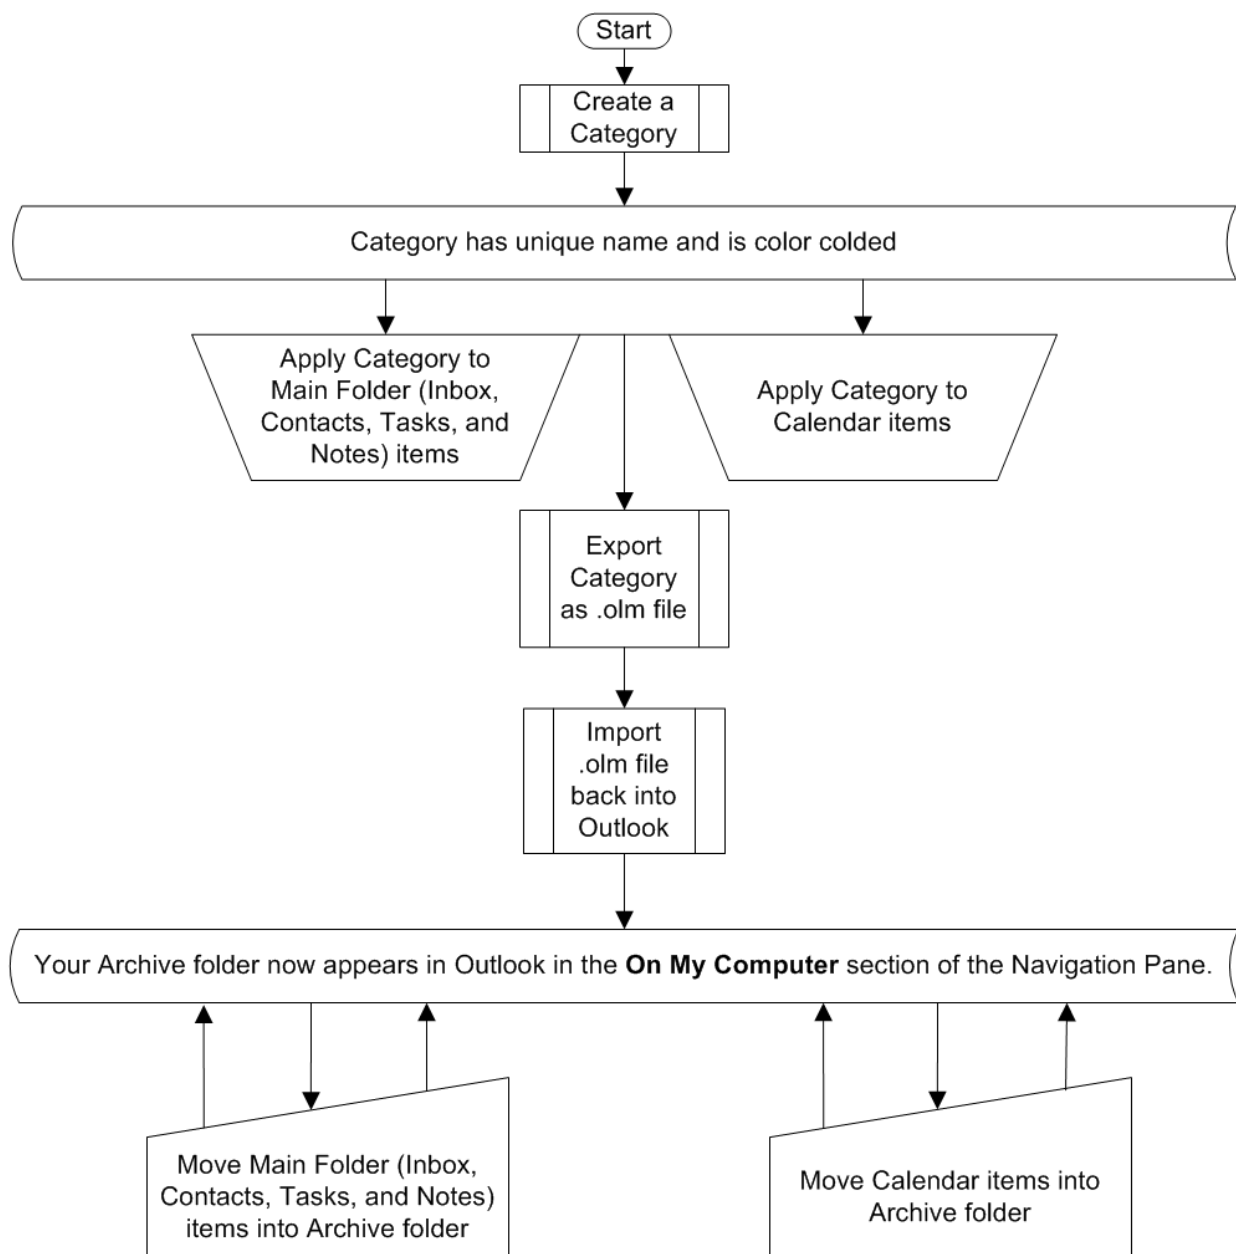 Start
Create a
Category
Category has unique name and is color colded
Apply Category to
Main Folder (Inbox,
Contacts, Tasks, and
Notes) items
Apply Category to
Calendar items
Export
Category
as .olm file
Import
.olm file
back into
Outlook
Your Archive folder now appears in Outlook in the On My Computer section of the Navigation Pane.
Move Main Folder (Inbox,
Contacts, Tasks, and Notes)
items into Archive folder
Move Calendar items into
Archive folder